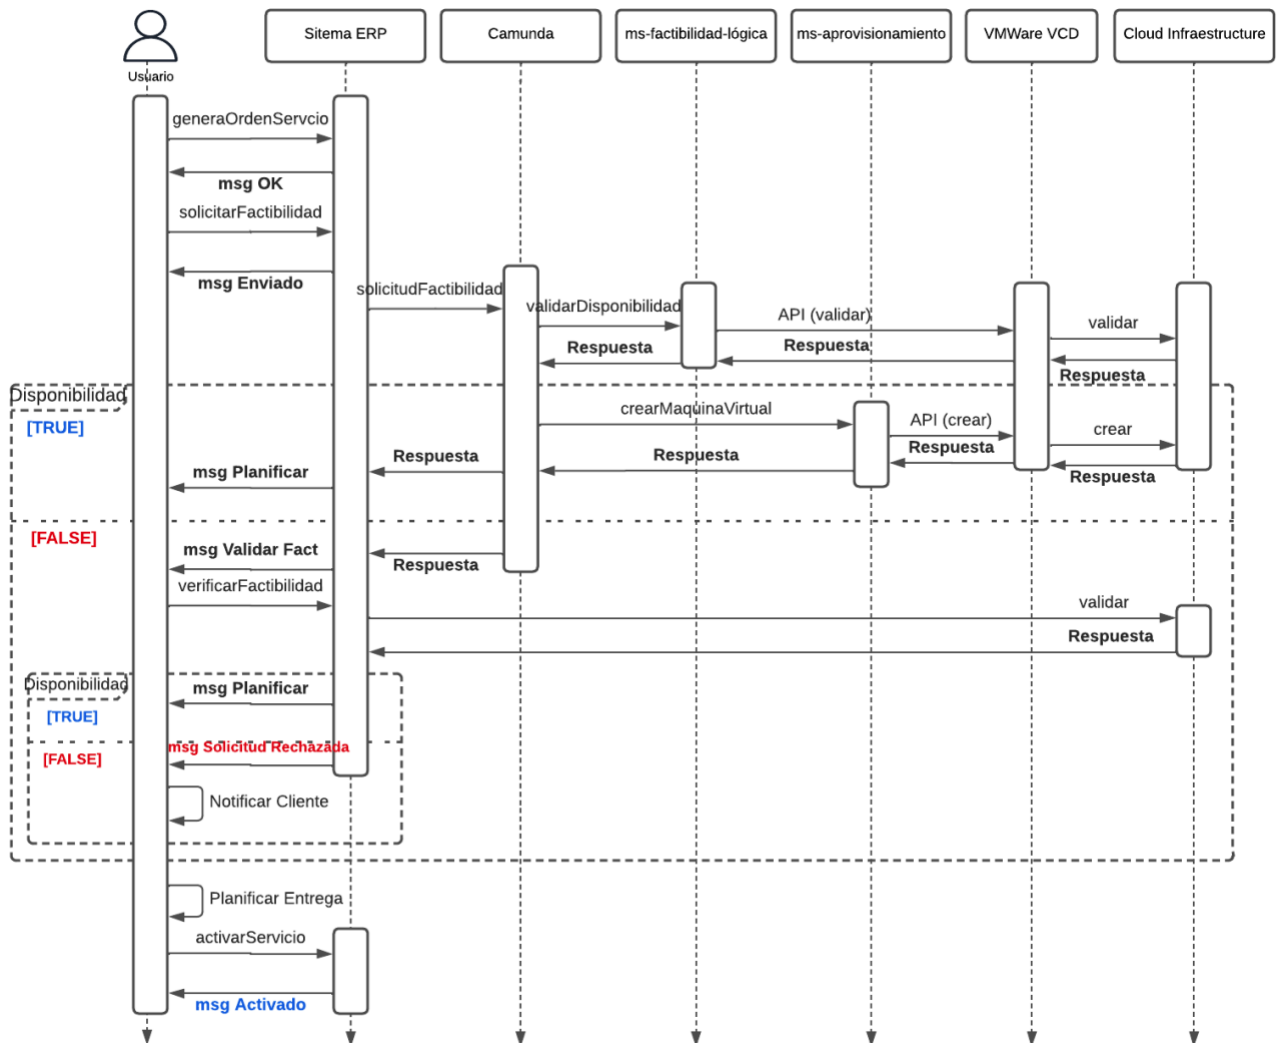 Usuario
Sitema ERP
Camunda
ms-factibilidad-lógica
ms-aprovisionamiento
VMWare VCD
Cloud Infraestructure
generaOrdenServcio
msg OK
solicitarFactibilidad
msg Enviado
solicitudFactibilidad
validarDisponibilidad
API (validar)
validar
Respuesta
Respuesta
Respuesta
Disponibilidad
[TRUE]
crearMaquinaVirtual
API (crear)
crear
Respuesta
Respuesta
Respuesta
Respuesta
msg Planificar
[FALSE]
msg Validar Fact
Respuesta
verificarFactibilidad
validar
Respuesta
Disponibilidad
msg Planificar
[TRUE]
msg Solicitud Rechazada
[FALSE]
Notificar Cliente
Planificar Entrega
activarServicio
msg Activado